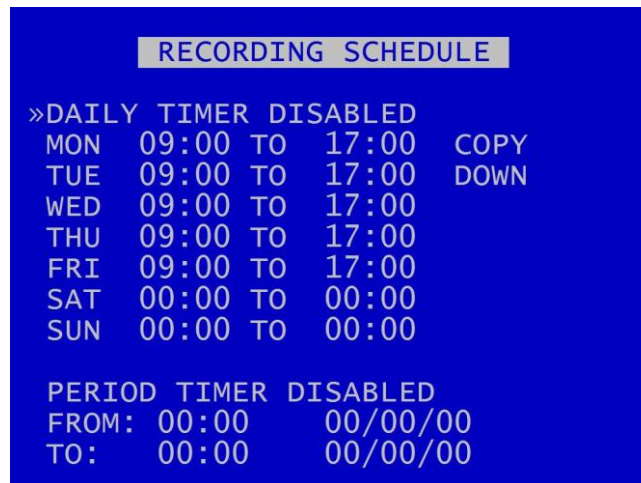 RECORDING SCHEDULE
»DAILY TIMER DISABLED
MON 09:00 TO 17:00 COPY
TUE 09:00 TO 17:00 DOWN
WED 09:00 TO 17:00
THU 09:00 TO 17:00
FRI 09:00 TO 17:00
SAT 00:00 TO 00:00
SUN 00:00 TO 00:00
PERIOD TIMER DISABLED
FROM: 00:00 00/00/00
TO: 00:00 00/00/00